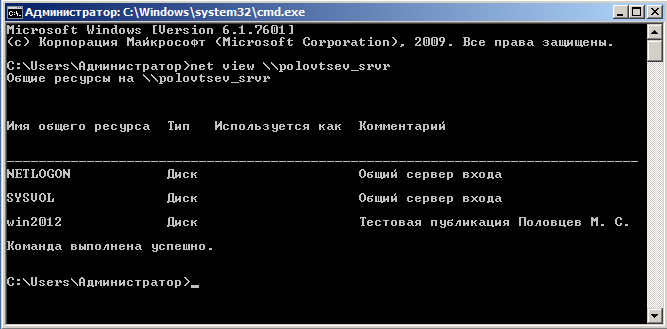 Администратор: C:\Windows\system32\cmd.exe
Microsoft Windows [Version 6.1.7601]
(c) Корпорация Майкрософт (Microsoft Corporation), 2009. Все права защищены.
C:\Users\Администратор>net view \\polovtsev_srvr
Общие ресурсы на \\polovtsev_srvr
Имя общего ресурса  Тип   Используется как  Комментарий
-------------------------------------------------------------------------------
NETLOGON            Диск                    Общий сервер входа
SYSVOL              Диск                    Общий сервер входа
win2012             Диск                    Тестовая публикация Половцев М. С.
Команда выполнена успешно.
C:\Users\Администратор>_